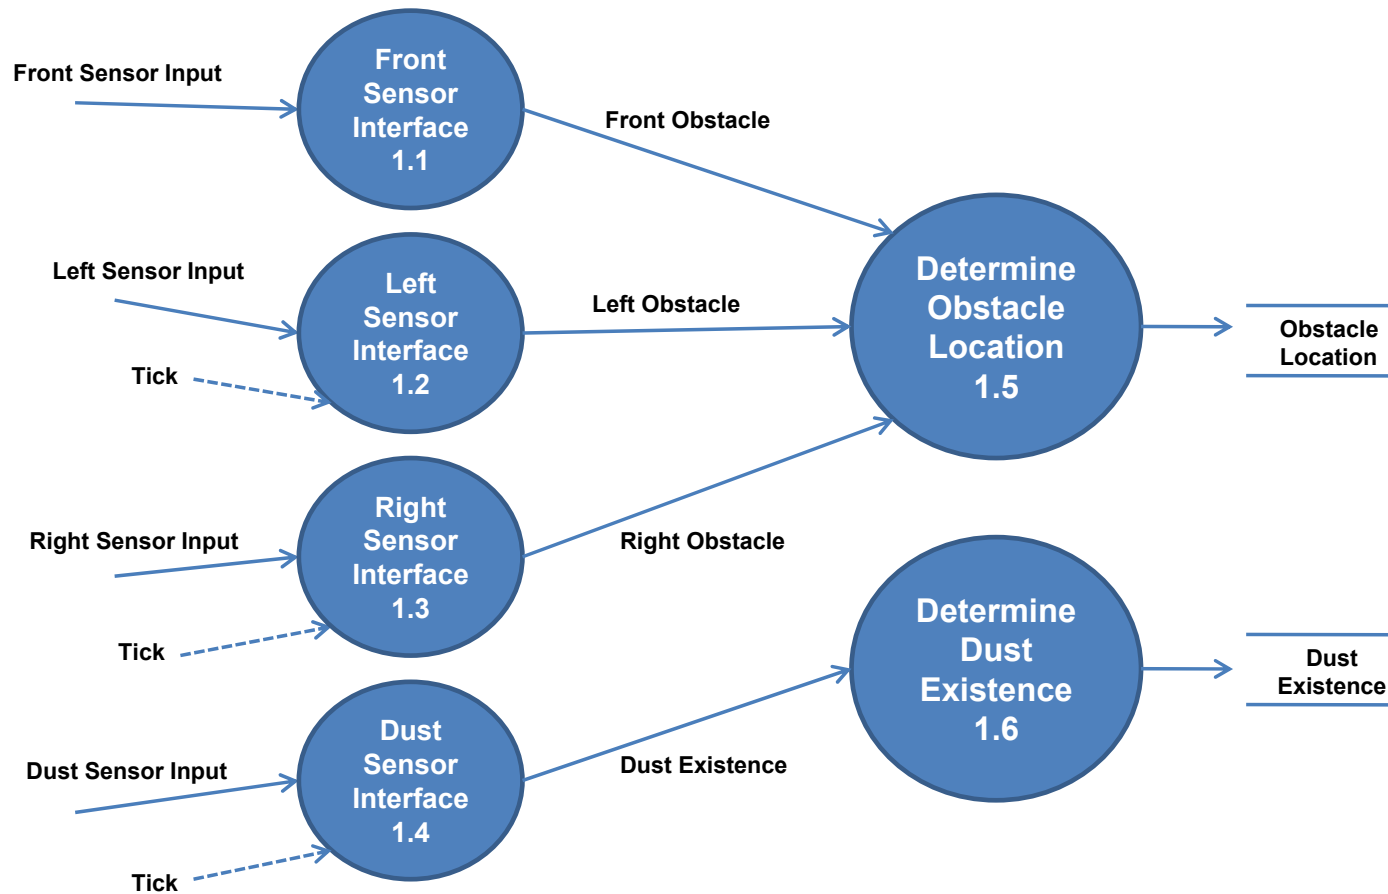 Front Sensor Input
Front
Sensor
Interface
1.1
Front Obstacle
Left Sensor Input
Left
Sensor
Interface
1.2
Tick
Left Obstacle
Determine
Obstacle
Location
1.5
Obstacle
Location
Right Sensor Input
Right
Sensor
Interface
1.3
Tick
Right Obstacle
Determine
Dust
Existence
1.6
Dust
Existence
Dust Sensor Input
Dust
Sensor
Interface
1.4
Tick
Dust Existence